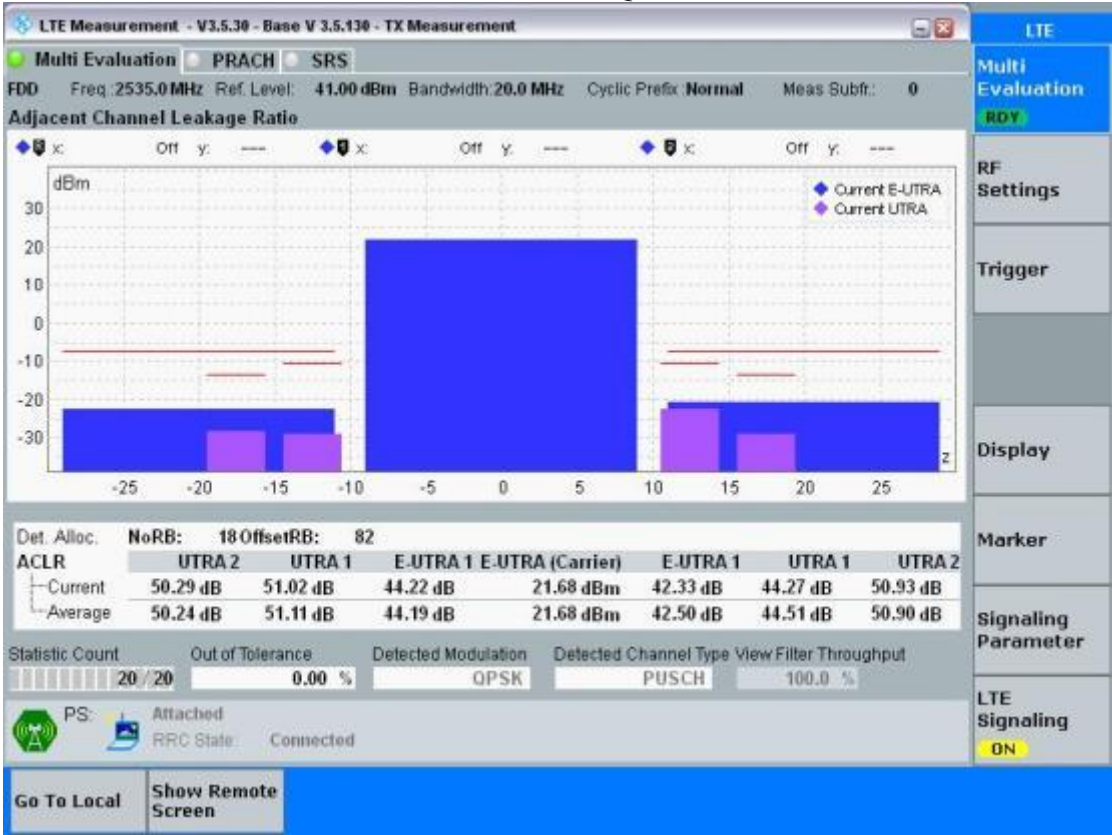 LTE Measurement - V3.5.30 - Base V 3.5.130 - TX Measurement
LTE
Multi Evaluation PRACH SRS
Multi Evaluation
RDY
FDD Freq.:2535.0 MHz Ref. Level: 41.00 dBm Bandwidth:20.0 MHz Cyclic Prefix:Normal Meas Subfr.: 0
Adjacent Channel Leakage Ratio
x: Off y: --- x: Off y: --- x: Off y: ---
dBm
Current E-UTRA
Current UTRA
30
20
10
0
-10
-20
-30
z
-25 -20 -15 -10 -5 0 5 10 15 20 25
RF
Settings
Trigger
Display
Marker
Signaling
Parameter
LTE
Signaling
ON
Det. Alloc. NoRB: 18 OffsetRB: 82
ACLR UTRA 2 UTRA 1 E-UTRA 1 E-UTRA (Carrier) E-UTRA 1 UTRA 1 UTRA 2
Current 50.29 dB 51.02 dB 44.22 dB 21.68 dBm 42.33 dB 44.27 dB 50.93 dB
Average 50.24 dB 51.11 dB 44.19 dB 21.68 dBm 42.50 dB 44.51 dB 50.90 dB
Statistic Count Out of Tolerance Detected Modulation Detected Channel Type View Filter Throughput
20 / 20 0.00 % QPSK PUSCH 100.0 %
PS: Attached
RRC State: Connected
Go To Local
Show Remote
Screen